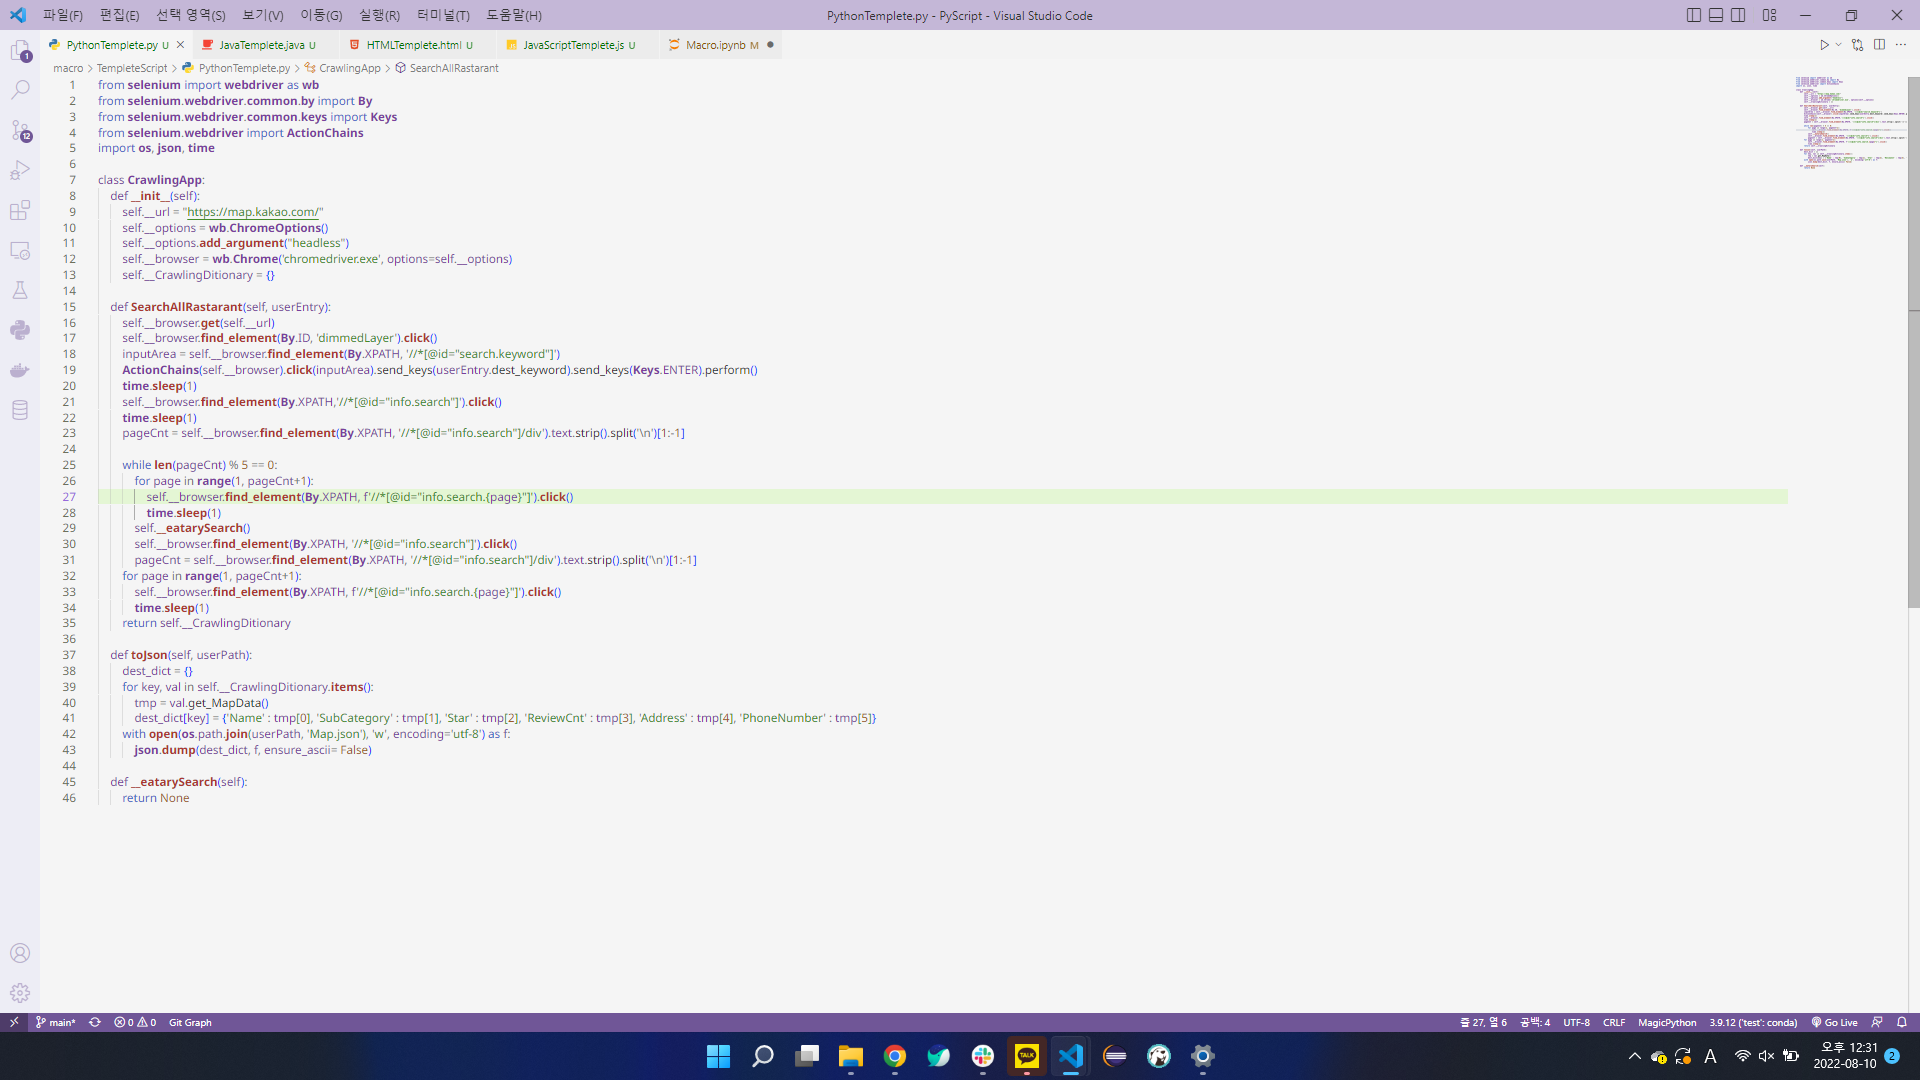 파일(F) 편집(E) 선택 영역(S) 보기(V) 이동(G) 실행(R) 터미널(T) 도움말(H) PythonTemplete.py - PyScript - Visual Studio Code
PythonTemplete.py U JavaTemplete.java U HTMLTemplete.html U JavaScriptTemplete.js U Macro.ipynb M
macro > TempleteScript > PythonTemplete.py > CrawlingApp > SearchAllRastarant
1 from selenium import webdriver as wb
2 from selenium.webdriver.common.by import By
3 from selenium.webdriver.common.keys import Keys
4 from selenium.webdriver import ActionChains
5 import os, json, time
6
7 class CrawlingApp:
8 def __init__(self):
9 self.__url = "https://map.kakao.com/"
10 self.__options = wb.ChromeOptions()
11 self.__options.add_argument("headless")
12 self.__browser = wb.Chrome('chromedriver.exe', options=self.__options)
13 self.__CrawlingDitionary = {}
14
15 def SearchAllRastarant(self, userEntry):
16 self.__browser.get(self.__url)
17 self.__browser.find_element(By.ID, 'dimmedLayer').click()
18 inputArea = self.__browser.find_element(By.XPATH, '//*[@id="search.keyword"]')
19 ActionChains(self.__browser).click(inputArea).send_keys(userEntry.dest_keyword).send_keys(Keys.ENTER).perform()
20 time.sleep(1)
21 self.__browser.find_element(By.XPATH,'//*[@id="info.search"]').click()
22 time.sleep(1)
23 pageCnt = self.__browser.find_element(By.XPATH, '//*[@id="info.search"]/div').text.strip().split('\n')[1:-1]
24
25 while len(pageCnt) % 5 == 0:
26 for page in range(1, pageCnt+1):
27 self.__browser.find_element(By.XPATH, f'//*[@id="info.search.{page}"]').click()
28 time.sleep(1)
29 self.__eatarySearch()
30 self.__browser.find_element(By.XPATH, '//*[@id="info.search"]').click()
31 pageCnt = self.__browser.find_element(By.XPATH, '//*[@id="info.search"]/div').text.strip().split('\n')[1:-1]
32 for page in range(1, pageCnt+1):
33 self.__browser.find_element(By.XPATH, f'//*[@id="info.search.{page}"]').click()
34 time.sleep(1)
35 return self.__CrawlingDitionary
36
37 def toJson(self, userPath):
38 dest_dict = {}
39 for key, val in self.__CrawlingDitionary.items():
40 tmp = val.get_MapData()
41 dest_dict[key] = {'Name' : tmp[0], 'SubCategory' : tmp[1], 'Star' : tmp[2], 'ReviewCnt' : tmp[3], 'Address' : tmp[4], 'PhoneNumber' : tmp[5]}
42 with open(os.path.join(userPath, 'Map.json'), 'w', encoding='utf-8') as f:
43 json.dump(dest_dict, f, ensure_ascii= False)
44
45 def __eatarySearch(self):
46 return None
1
12
main* 0 0 Git Graph 줄 27, 열 6 공백: 4 UTF-8 CRLF MagicPython 3.9.12 ('test': conda) Go Live
TALK A 오후 12:31
2022-08-10 2